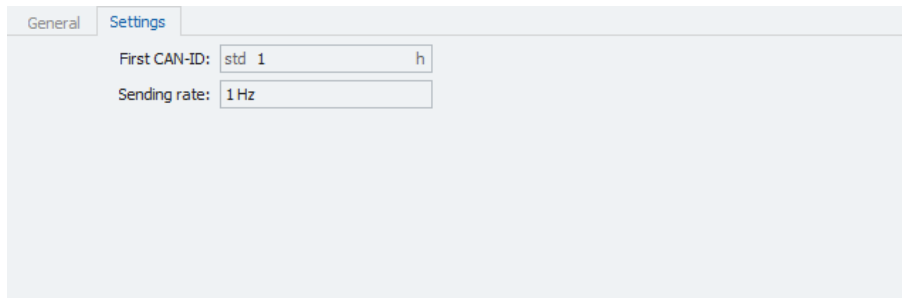 General Settings
First CAN-ID: std 1 h
Sending rate: 1 Hz